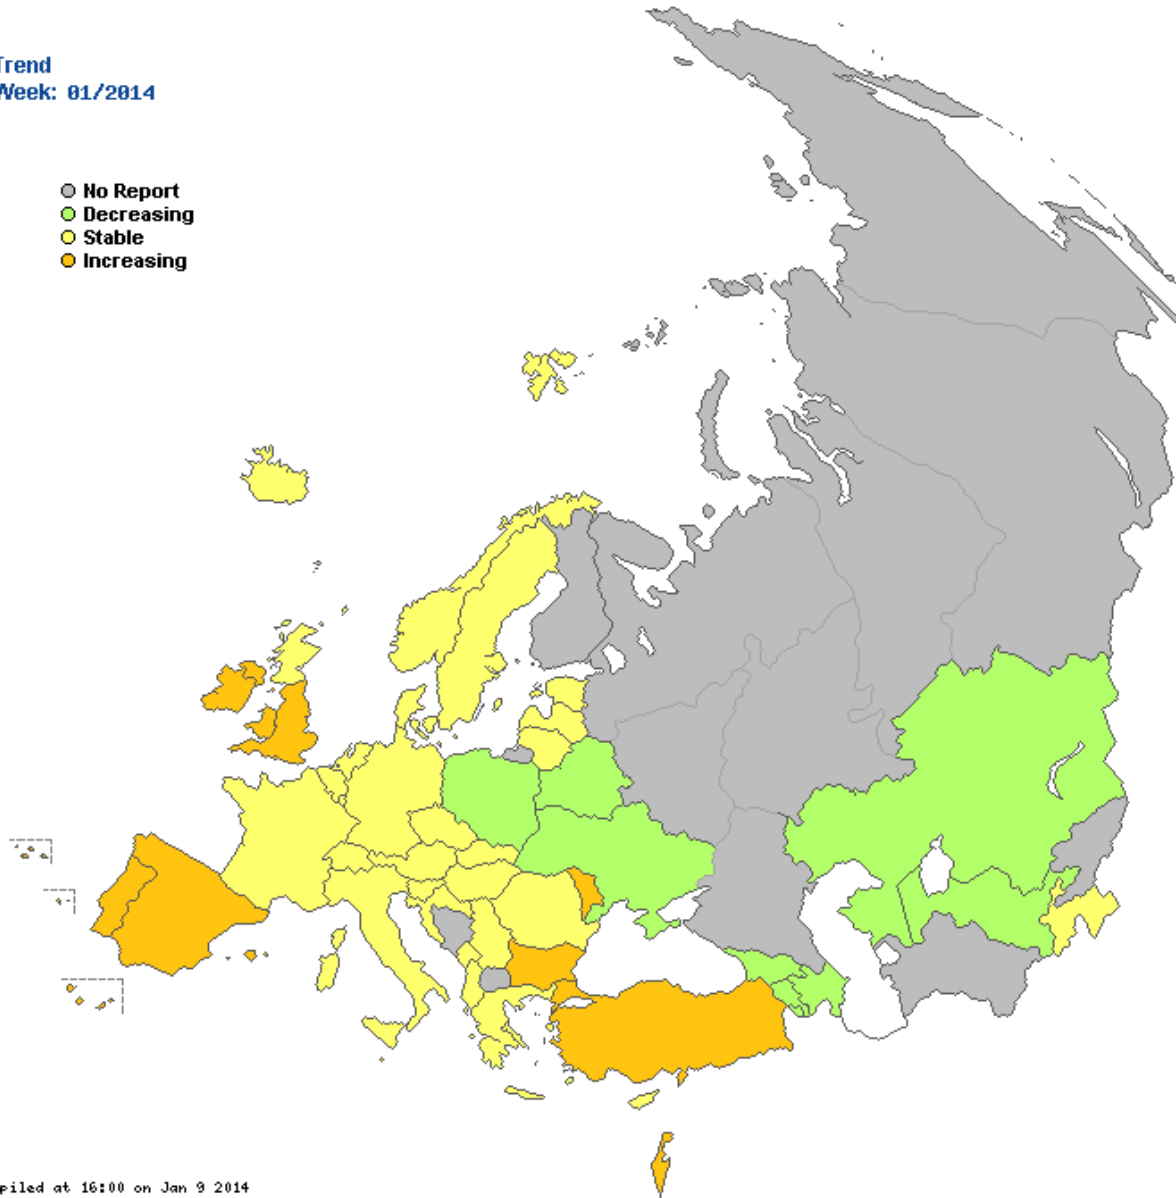 Trend
Week: 01/2014
No Report
Decreasing
Stable
Increasing
piled at 16:00 on Jan 9 2014